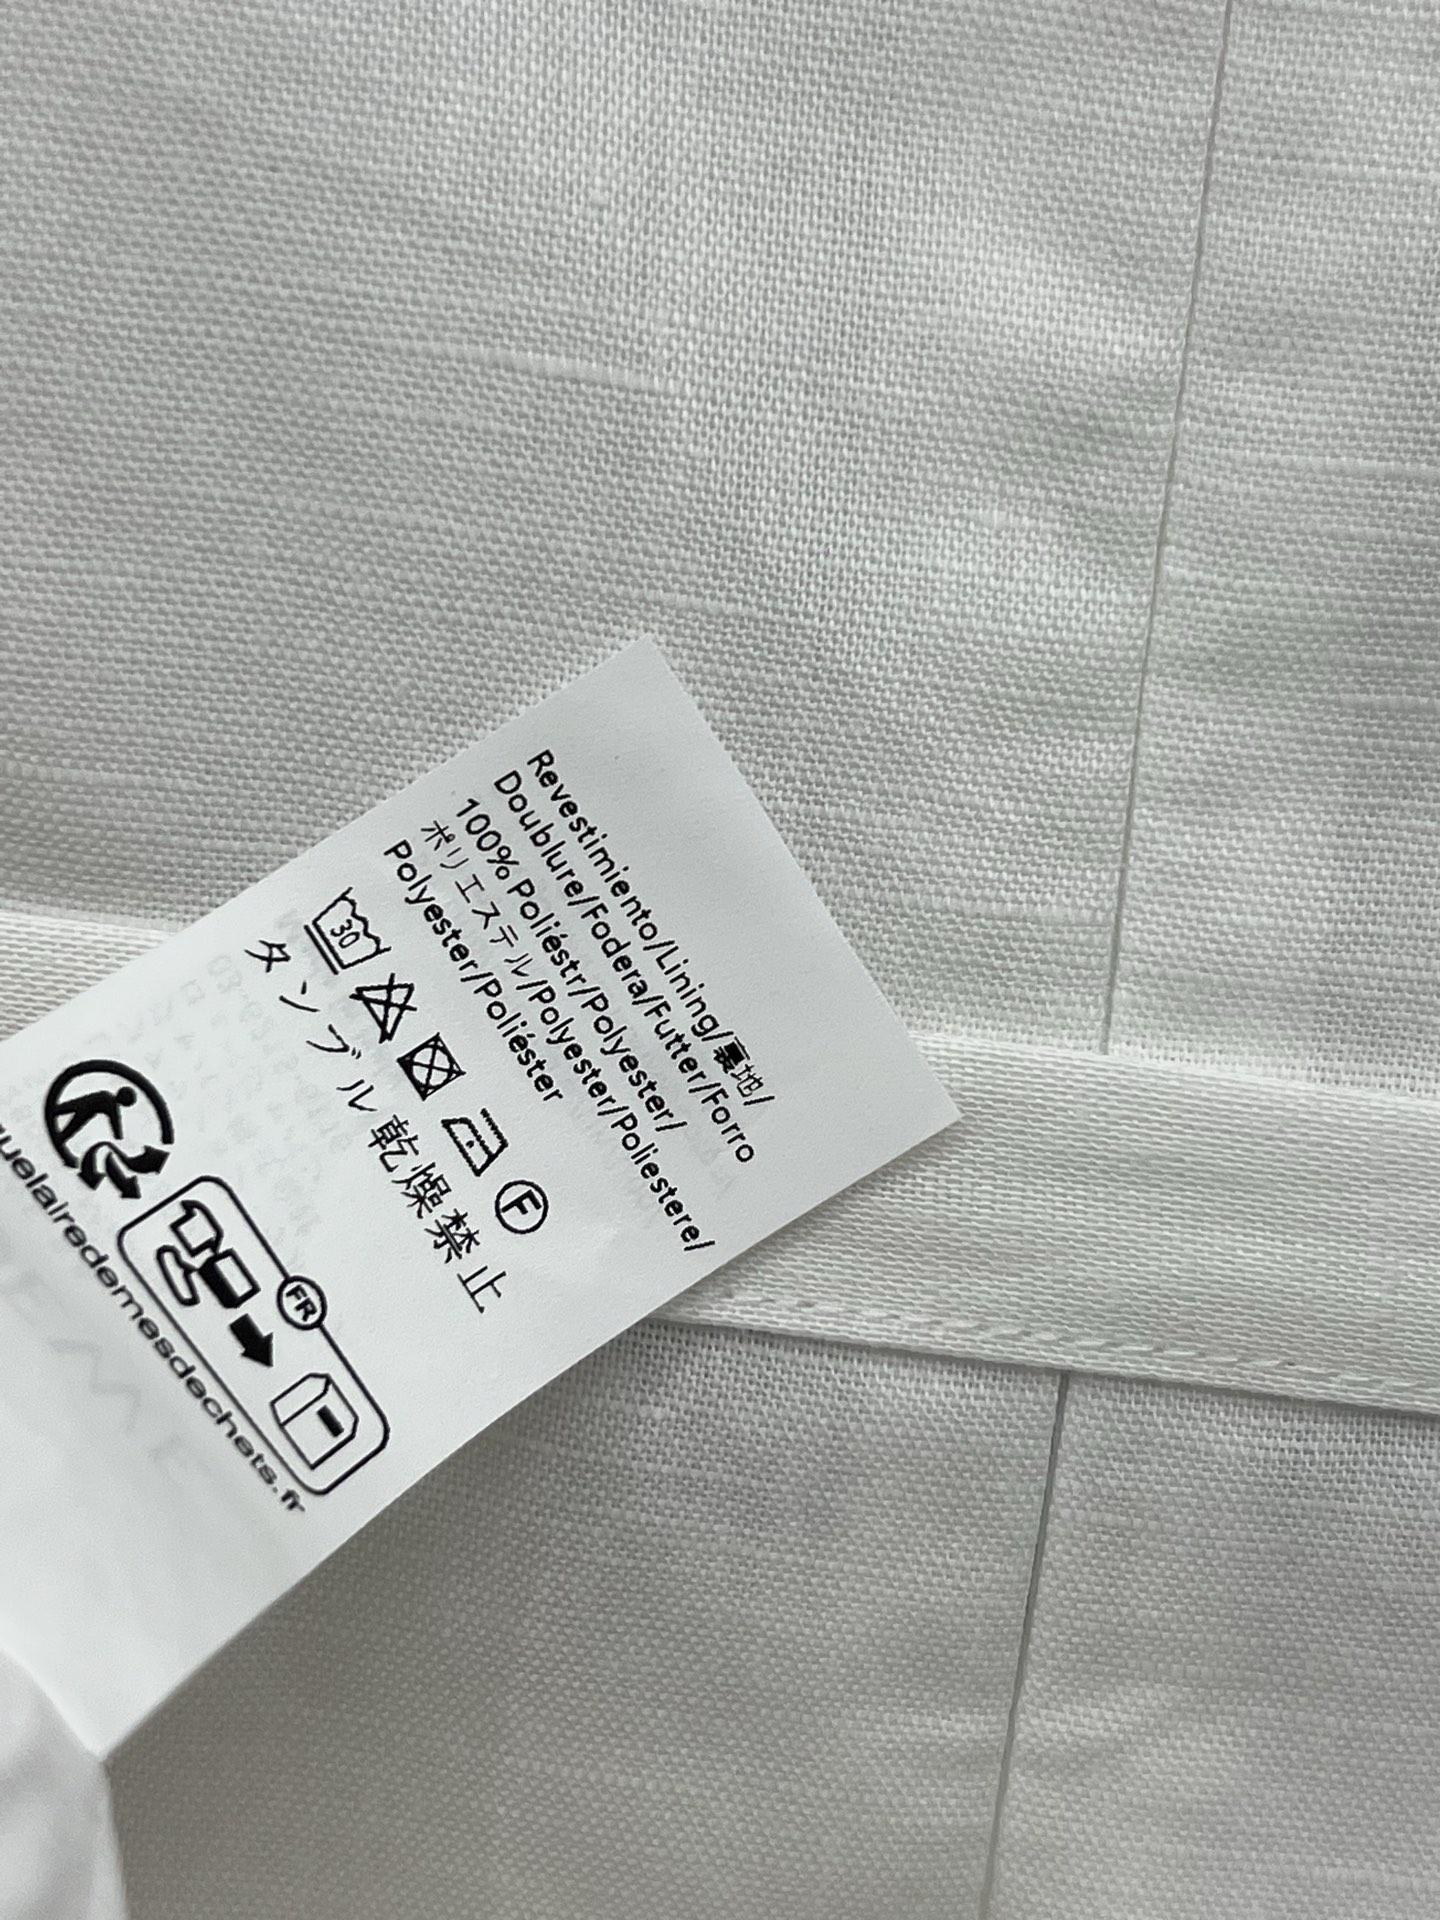 Revestimiento/Lining/裏地/
Doublure/Fodera/Futter/Forro
100% Poliéstr/Polyester/
ポリエステル/Polyester/Poliestere/
Polyester/Poliéster
30
F
タンブル乾燥禁止
FR
quelairedemesdechets.fr